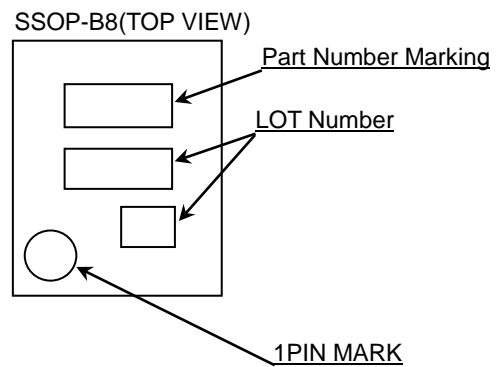 SSOP-B8(TOP VIEW)
Part Number Marking
LOT Number
1PIN MARK